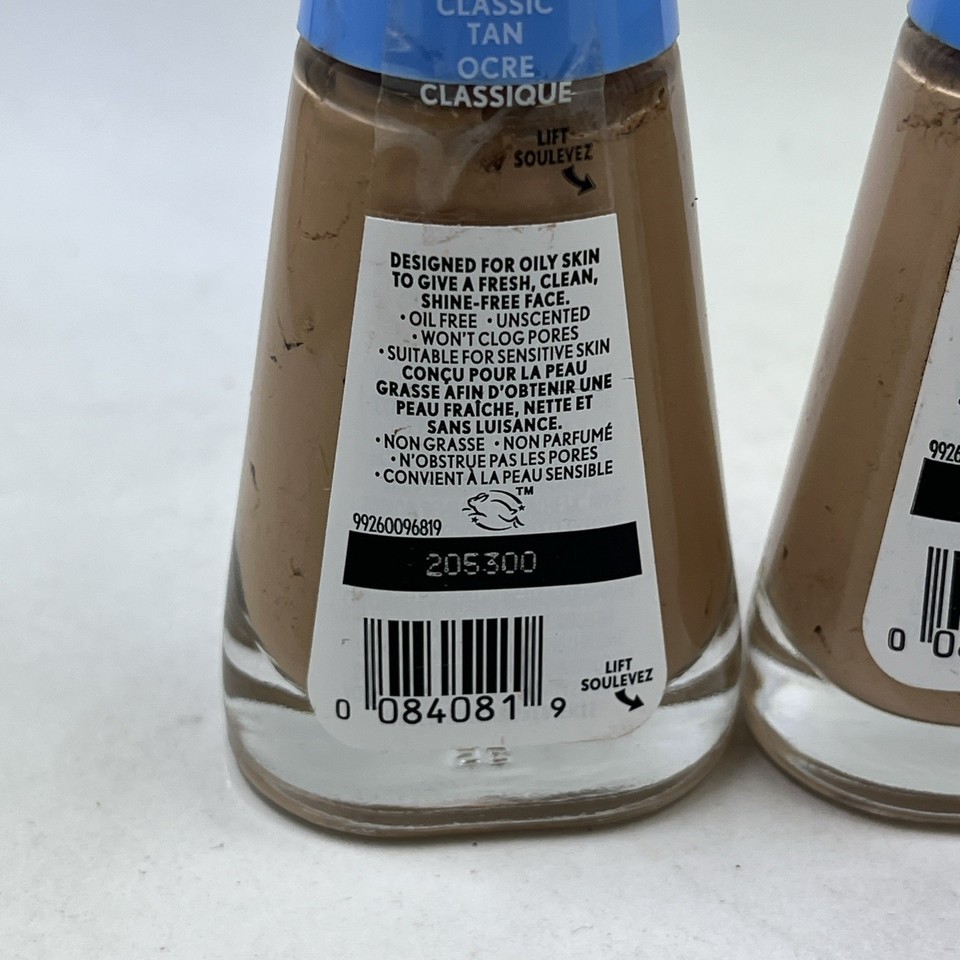 CLASSIC
TAN
OCRE
CLASSIQUE
LIFT
SOULEVEZ
DESIGNED FOR OILY SKIN
TO GIVE A FRESH, CLEAN,
SHINE-FREE FACE.
• OIL FREE • UNSCENTED
• WON'T CLOG PORES
• SUITABLE FOR SENSITIVE SKIN
CONÇU POUR LA PEAU
GRASSE AFIN D'OBTENIR UNE
PEAU FRAÎCHE, NETTE ET
SANS LUISANCE.
• NON GRASSE • NON PARFUMÉ
• N'OBSTRUE PAS LES PORES
• CONVIENT À LA PEAU SENSIBLE
TM
99260096819
205300
LIFT
SOULEVEZ
0 084081 9
9926
0 08